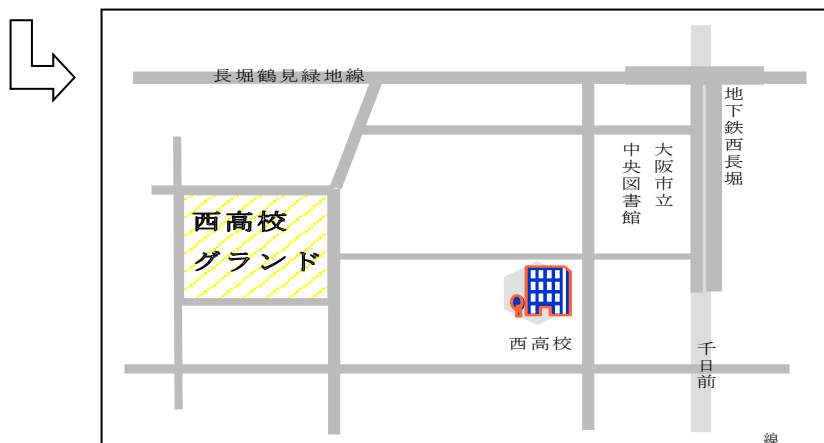 長堀鶴見緑地線
地下鉄西長堀
大阪市立
中央図書館
西高校
グランド
西高校
千日前
線